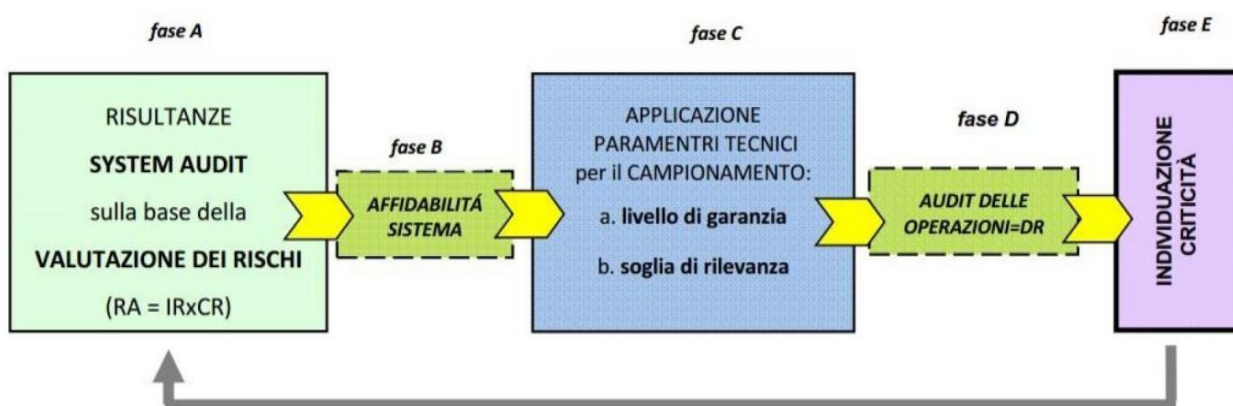 fase A
RISULTANZE
SYSTEM AUDIT
sulla base della
VALUTAZIONE DEI RISCHI
(RA = IRxCR)
fase B
AFFIDABILITÁ
SISTEMA
fase C
APPLICAZIONE
PARAMENTRI TECNICI
per il CAMPIONAMENTO:
a. livello di garanzia
b. soglia di rilevanza
fase D
AUDIT DELLE
OPERAZIONI=DR
fase E
INDIVIDUAZIONE
CRITICITÀ